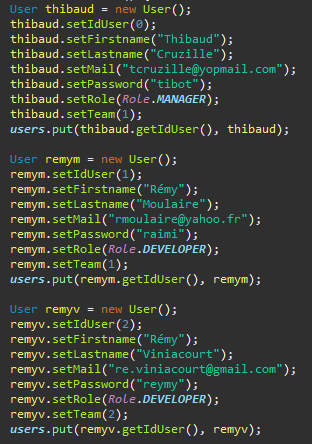 User thibaud = new User();
thibaud.setIdUser(0);
thibaud.setFirstname("Thibaud");
thibaud.setLastname("Cruzille");
thibaud.setMail("tcruzille@yopmail.com");
thibaud.setPassword("tibot");
thibaud.setRole(Role.MANAGER);
thibaud.setTeam(1);
users.put(thibaud.getIdUser(), thibaud);
User remym = new User();
remym.setIdUser(1);
remym.setFirstname("Rémy");
remym.setLastname("Moulaire");
remym.setMail("rmoulaire@yahoo.fr");
remym.setPassword("raimi");
remym.setRole(Role.DEVELOPER);
remym.setTeam(1);
users.put(remym.getIdUser(), remym);
User remyv = new User();
remyv.setIdUser(2);
remyv.setFirstname("Rémy");
remyv.setLastname("Viniacourt");
remyv.setMail("re.viniacourt@gmail.com");
remyv.setPassword("reymy");
remyv.setRole(Role.DEVELOPER);
remyv.setTeam(2);
users.put(remyv.getIdUser(), remyv);